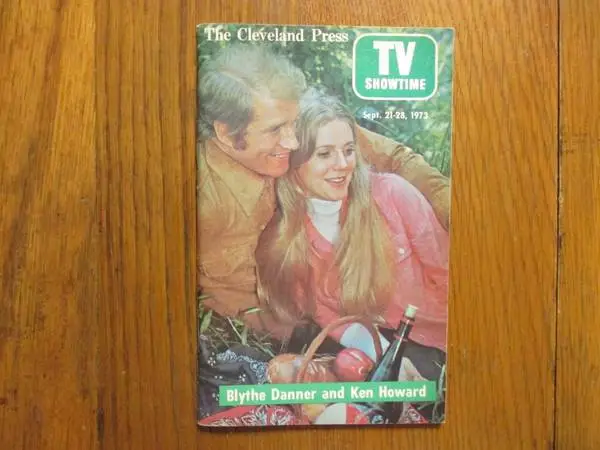 The Cleveland Press
TV
SHOWTIME
Sept. 21-28, 1973
Blythe Danner and Ken Howard